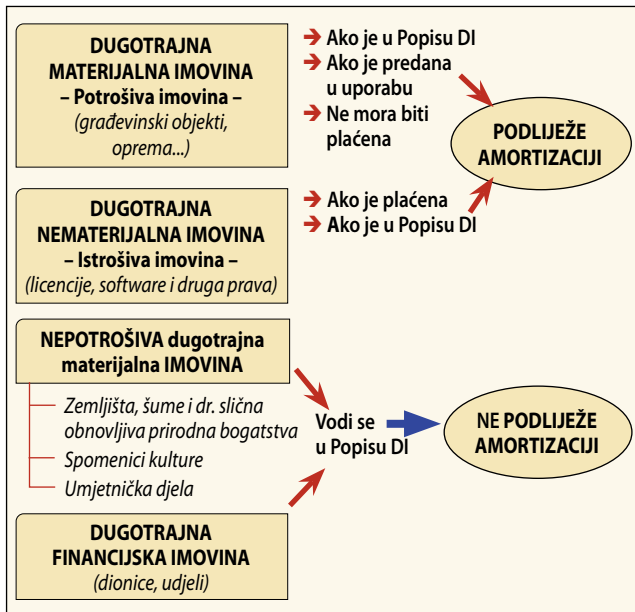 DUGOTRAJNA
MATERIJALNA IMOVINA
– Potrošiva imovina –
(građevinski objekti,
oprema...)
➔ Ako je u Popisu DI
➔ Ako je predana
u uporabu
➔ Ne mora biti
plaćena
PODLIJEŽE
AMORTIZACIJI
DUGOTRAJNA
NEMATERIJALNA IMOVINA
– Istrošiva imovina –
(licencije, software i druga prava)
➔ Ako je plaćena
➔ Ako je u Popisu DI
NEPOTROŠIVA dugotrajna
materijalna IMOVINA
Zemljišta, šume i dr. slična
obnovljiva prirodna bogatstva
Spomenici kulture
Umjetnička djela
Vodi se
u Popisu DI
NE PODLIJEŽE
AMORTIZACIJI
DUGOTRAJNA
FINANCIJSKA IMOVINA
(dionice, udjeli)